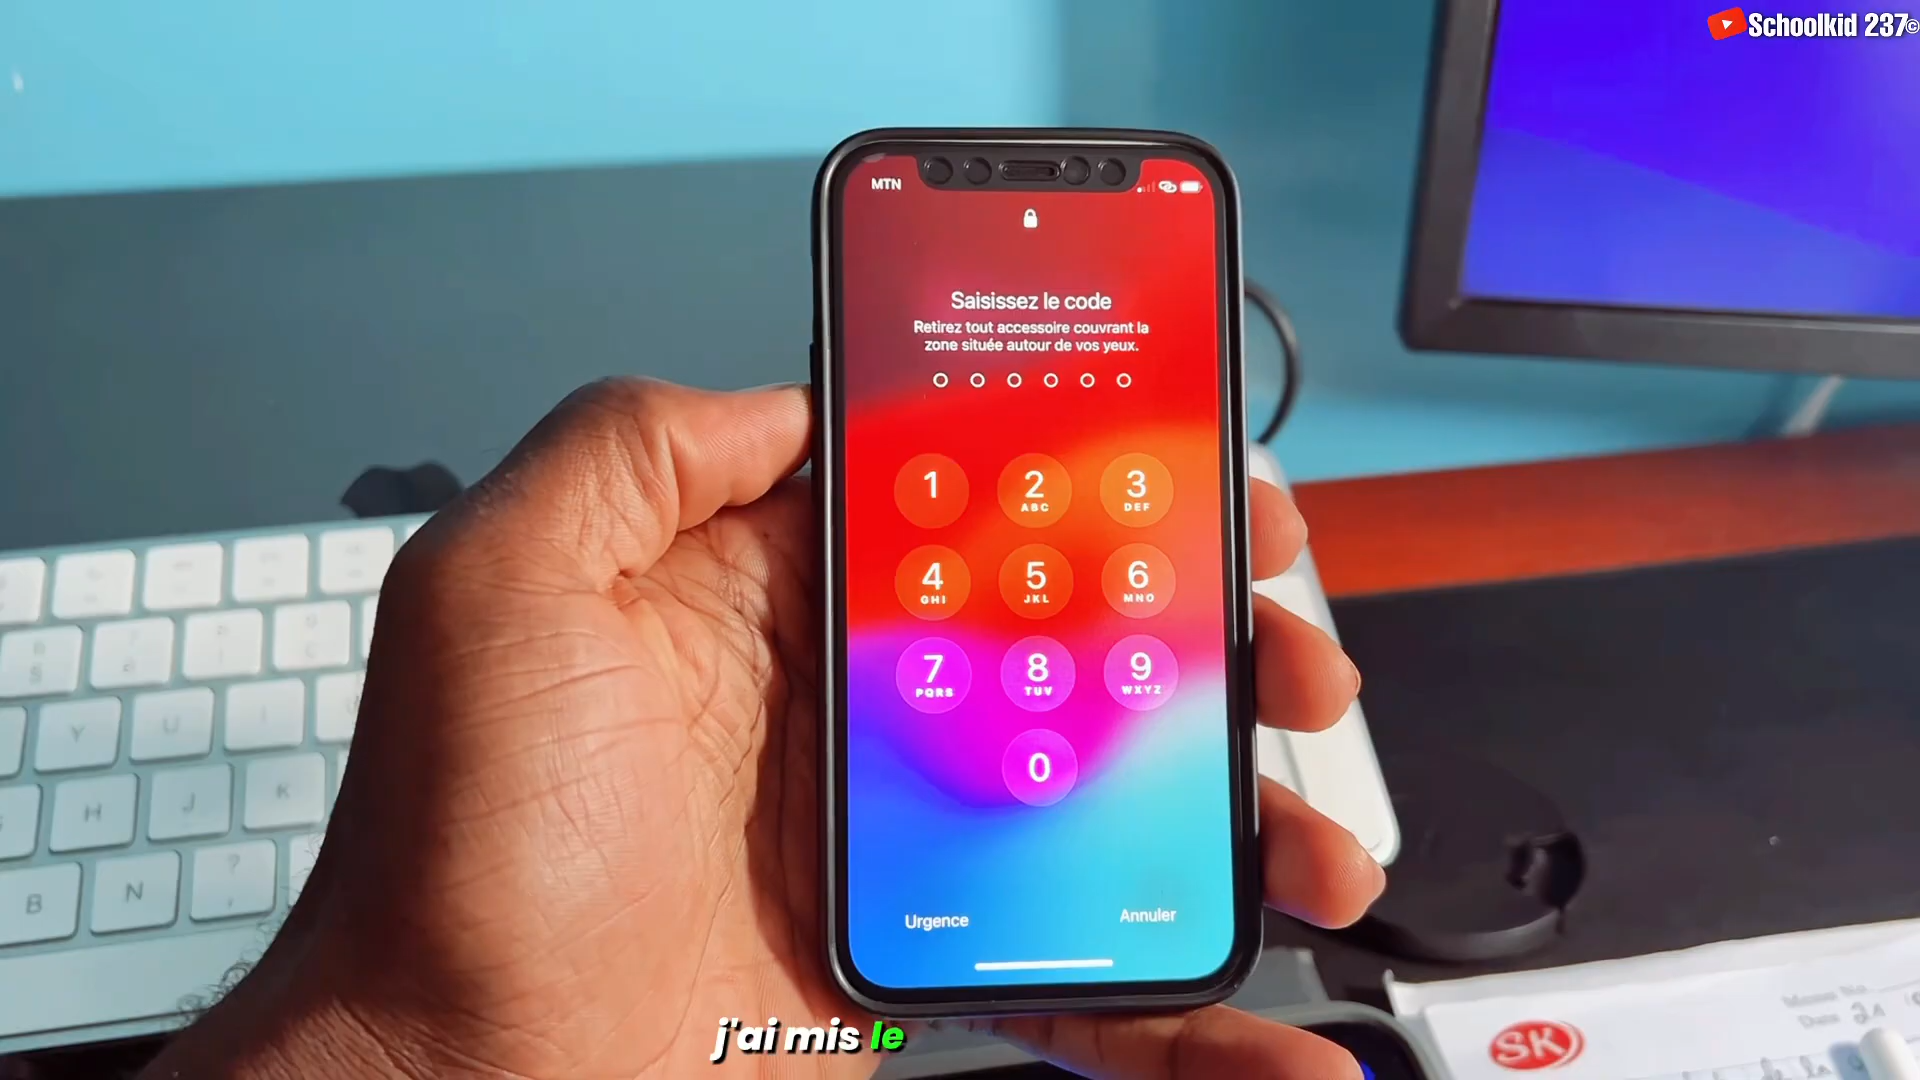 Schoolkid 237©
MTN
Saisissez le code
Retirez tout accessoire couvrant la
zone située autour de vos yeux.
1
2
ABC
3
DEF
4
GHI
5
JKL
6
MNO
7
PQRS
8
TUV
9
WXYZ
0
Urgence
Annuler
Y
U
H
J
K
B
N
?
,
Date 21
SK
j'ai mis le